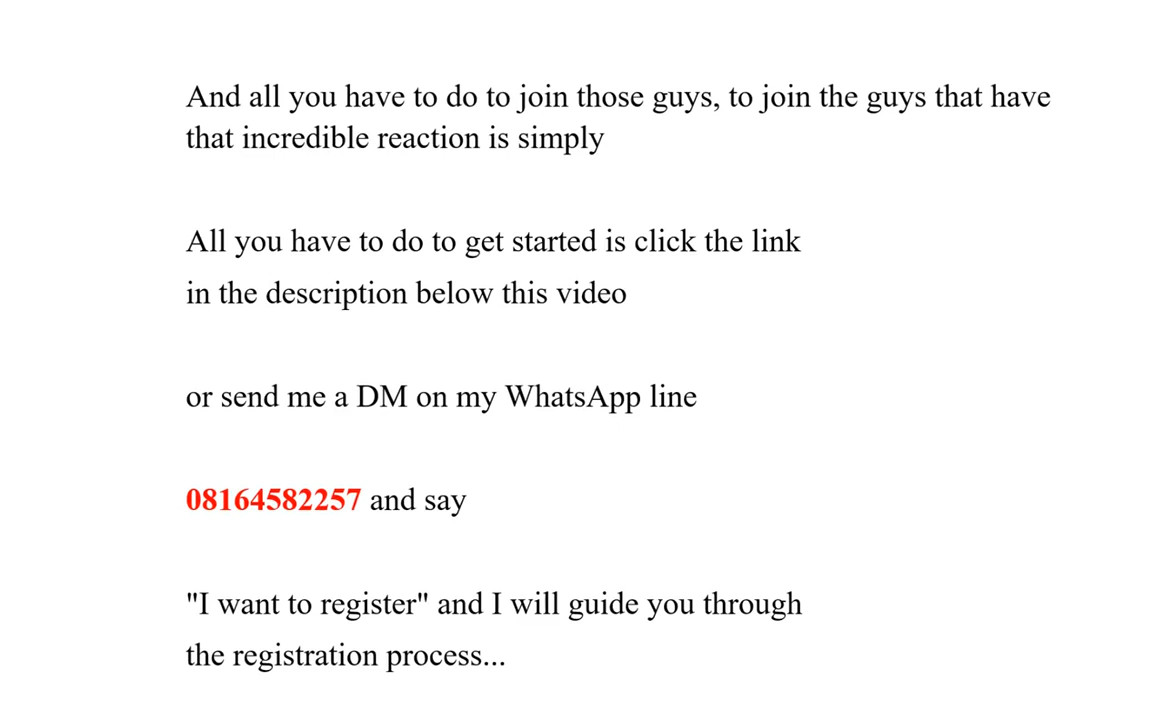 And all you have to do to join those guys, to join the guys that have
that incredible reaction is simply
All you have to do to get started is click the link
in the description below this video
or send me a DM on my WhatsApp line
08164582257 and say
"I want to register" and I will guide you through
the registration process...